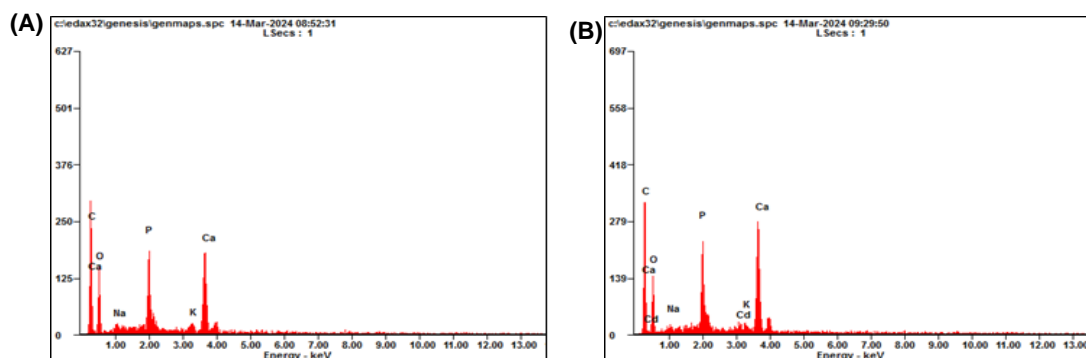 (A)
c:\edax32\genesis\genmaps.spc 14-Mar-2024 08:52:31
LSecs : 1
627
501
376
250
125
0
C
Ca
O
Na
P
K
Ca
1.00 2.00 3.00 4.00 5.00 6.00 7.00 8.00 9.00 10.00 11.00 12.00 13.00
Energy - keV
(B)
c:\edax32\genesis\genmaps.spc 14-Mar-2024 09:29:50
LSecs : 1
697
558
418
279
139
0
C
Ca
Cd
O
Na
P
K
Cd
Ca
1.00 2.00 3.00 4.00 5.00 6.00 7.00 8.00 9.00 10.00 11.00 12.00 13.0
Energy - keV